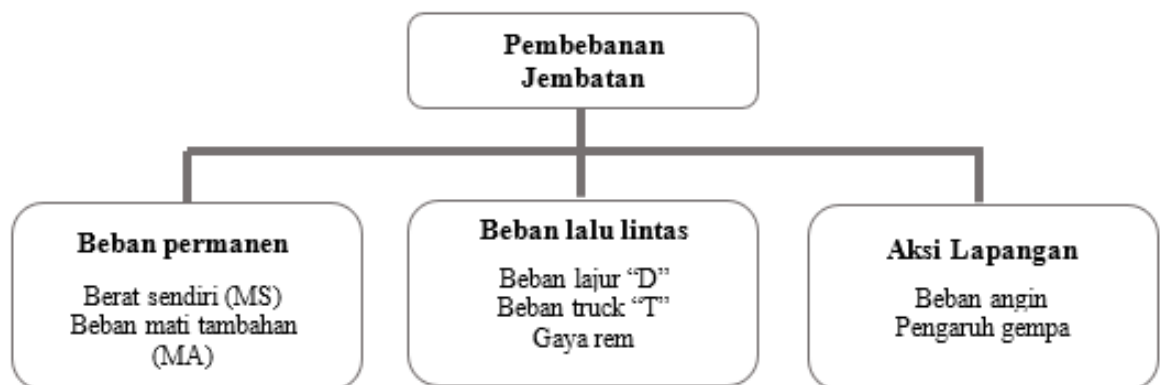 Pembebanan
Jembatan
Beban permanen
Berat sendiri (MS)
Beban mati tambahan
(MA)
Beban lalu lintas
Beban lajur “D”
Beban truck “T”
Gaya rem
Aksi Lapangan
Beban angin
Pengaruh gempa